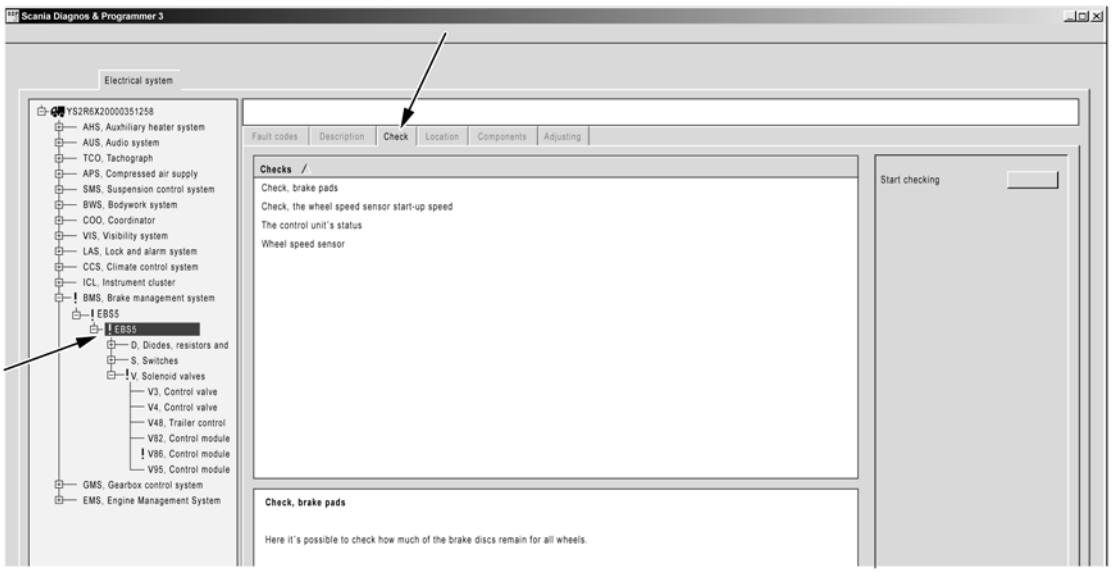 Scania Diagnos & Programmer 3
Electrical system
YS2R6X20000351258
AHS, Auxhiliary heater system
AUS, Audio system
TCO, Tachograph
APS, Compressed air supply
SMS, Suspension control system
BWS, Bodywork system
COO, Coordinator
VIS, Visibility system
LAS, Lock and alarm system
CCS, Climate control system
ICL, Instrument cluster
! BMS, Brake management system
! EBS5
! EBS5
D, Diodes, resistors and
S, Switches
! V, Solenoid valves
V3, Control valve
V4, Control valve
V48, Trailer control
V82, Control module
! V86, Control module
V95, Control module
GMS, Gearbox control system
EMS, Engine Management System
Fault codes Description Check Location Components Adjusting
Checks /
Check, brake pads
Check, the wheel speed sensor start-up speed
The control unit´s status
Wheel speed sensor
Start checking
Check, brake pads
Here it´s possible to check how much of the brake discs remain for all wheels.